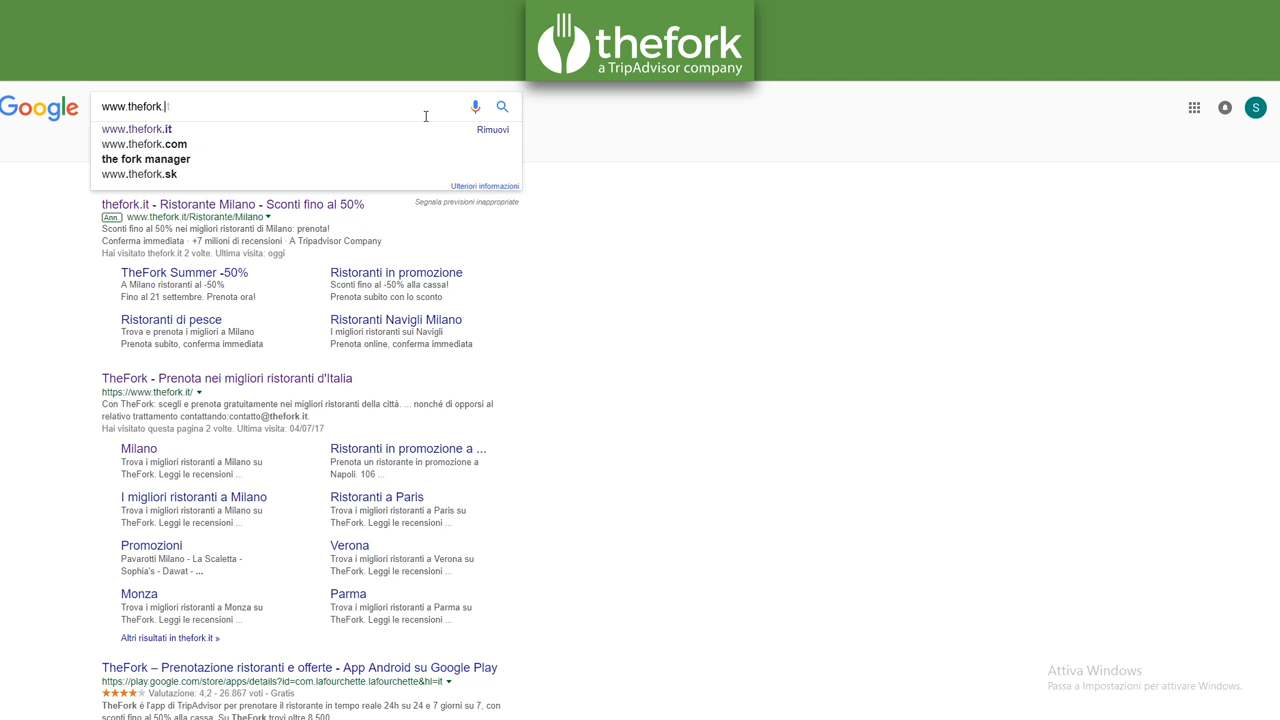 thefork
a TripAdvisor company
Google
www.thefork.it
S
www.thefork.it Rimuovi
www.thefork.com
the fork manager
www.thefork.sk
Ulteriori informazioni
thefork.it - Ristorante Milano - Sconti fino al 50%
Segnala previsioni inappropriate
Ann. www.thefork.it/Ristorante/Milano
Sconti fino al 50% nei migliori ristoranti di Milano: prenota!
Conferma immediata · +7 milioni di recensioni · A Tripadvisor Company
Hai visitato thefork.it 2 volte. Ultima visita: oggi
TheFork Summer -50%
A Milano ristoranti al -50%
Fino al 21 settembre. Prenota ora!
Ristoranti in promozione
Sconti fino al -50% alla cassa!
Prenota subito con lo sconto
Ristoranti di pesce
Trova e prenota i migliori a Milano
Prenota subito, conferma immediata
Ristoranti Navigli Milano
I migliori ristoranti sui Navigli
Prenota online, conferma immediata
TheFork - Prenota nei migliori ristoranti d'Italia
https://www.thefork.it/
Con TheFork: scegli e prenota gratuitamente nei migliori ristoranti della città. ... nonché di opporsi al
relativo trattamento contattando:contatto@thefork.it.
Hai visitato questa pagina 2 volte. Ultima visita: 04/07/17
Milano
Trova i migliori ristoranti a Milano su
TheFork. Leggi le recensioni ...
Ristoranti in promozione a ...
Prenota un ristorante in promozione a
Napoli. 106 ...
I migliori ristoranti a Milano
Trova i migliori ristoranti a Milano su
TheFork. Leggi le recensioni ...
Ristoranti a Paris
Trova i migliori ristoranti a Paris su
TheFork. Leggi le recensioni ...
Promozioni
Pavarotti Milano - La Scaletta -
Sophia's - Dawat - ...
Verona
Trova i migliori ristoranti a Verona su
TheFork. Leggi le recensioni ...
Monza
Trova i migliori ristoranti a Monza su
TheFork. Leggi le recensioni ...
Parma
Trova i migliori ristoranti a Parma su
TheFork. Leggi le recensioni ...
Altri risultati in thefork.it »
TheFork – Prenotazione ristoranti e offerte - App Android su Google Play
https://play.google.com/store/apps/details?id=com.lafourchette.lafourchette&hl=it
Valutazione: 4,2 - 26.867 voti - Gratis
TheFork è l'app di TripAdvisor per prenotare il ristorante in tempo reale 24h su 24 e 7 giorni su 7, con
sconti fino al 50% alla cassa. Su TheFork trovi oltre 8.500
Attiva Windows
Passa a Impostazioni per attivare Windows.